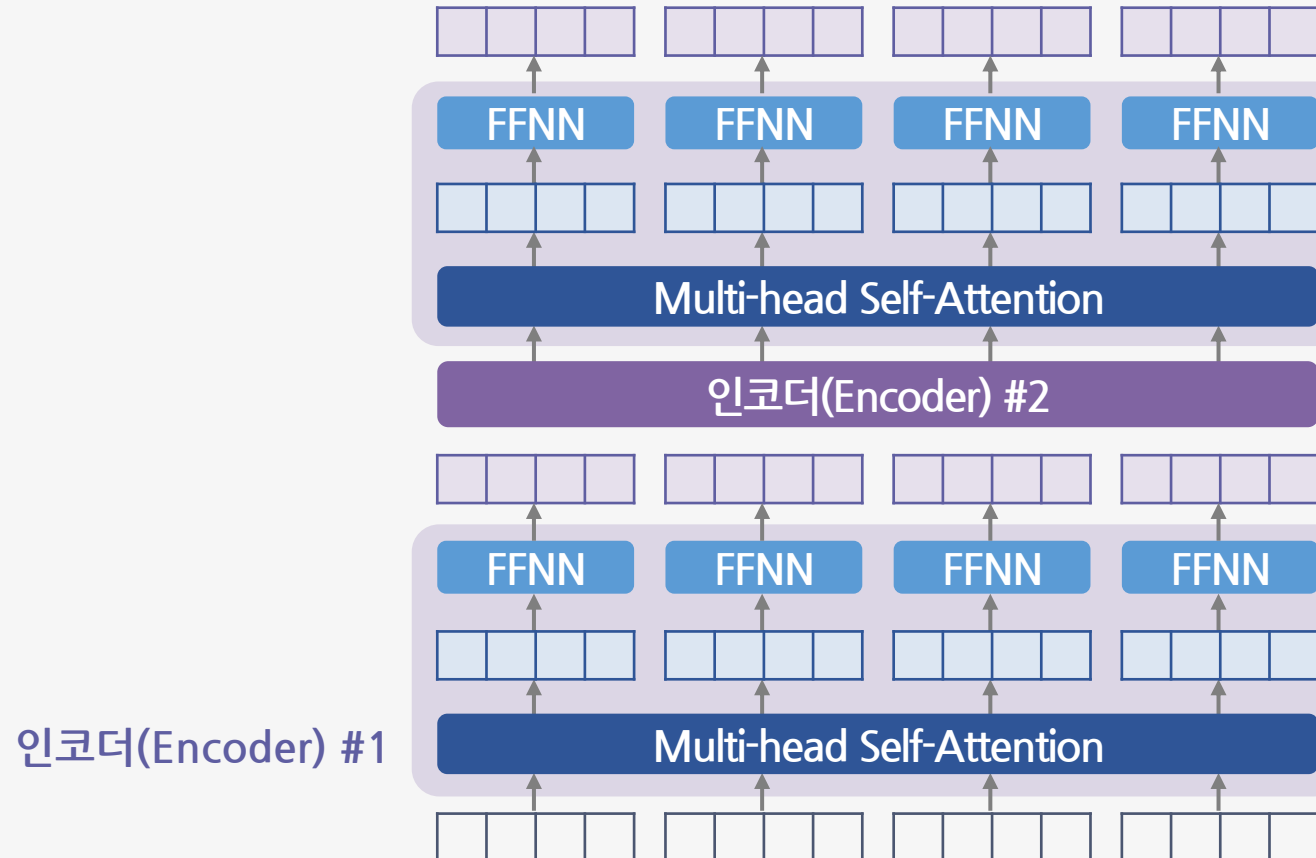 FFNN FFNN FFNN FFNN
Multi-head Self-Attention
인코더(Encoder) #2
FFNN FFNN FFNN FFNN
인코더(Encoder) #1
Multi-head Self-Attention